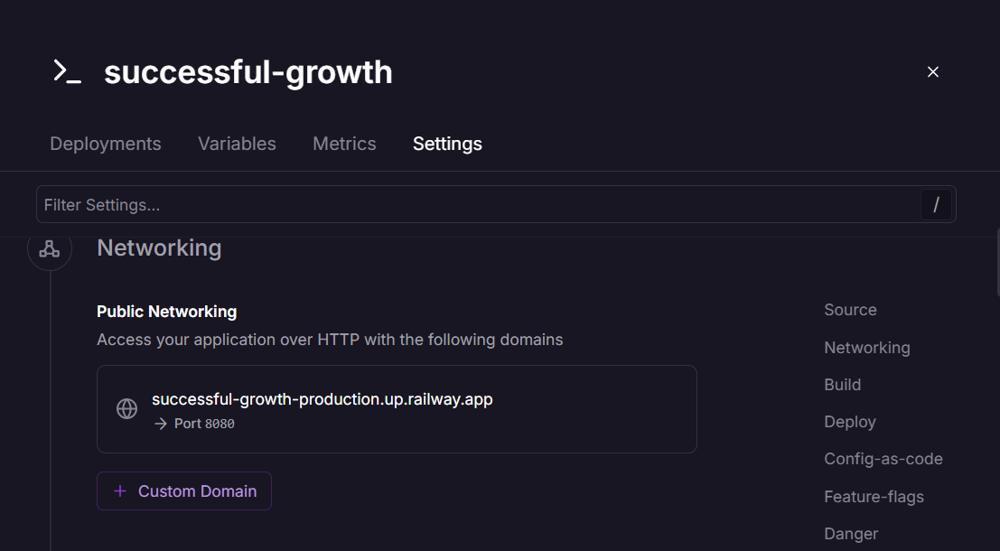 successful-growth
Deployments Variables Metrics Settings
Filter Settings... /
Networking
Public Networking
Access your application over HTTP with the following domains
successful-growth-production.up.railway.app
→ Port 8080
+ Custom Domain
Source
Networking
Build
Deploy
Config-as-code
Feature-flags
Danger